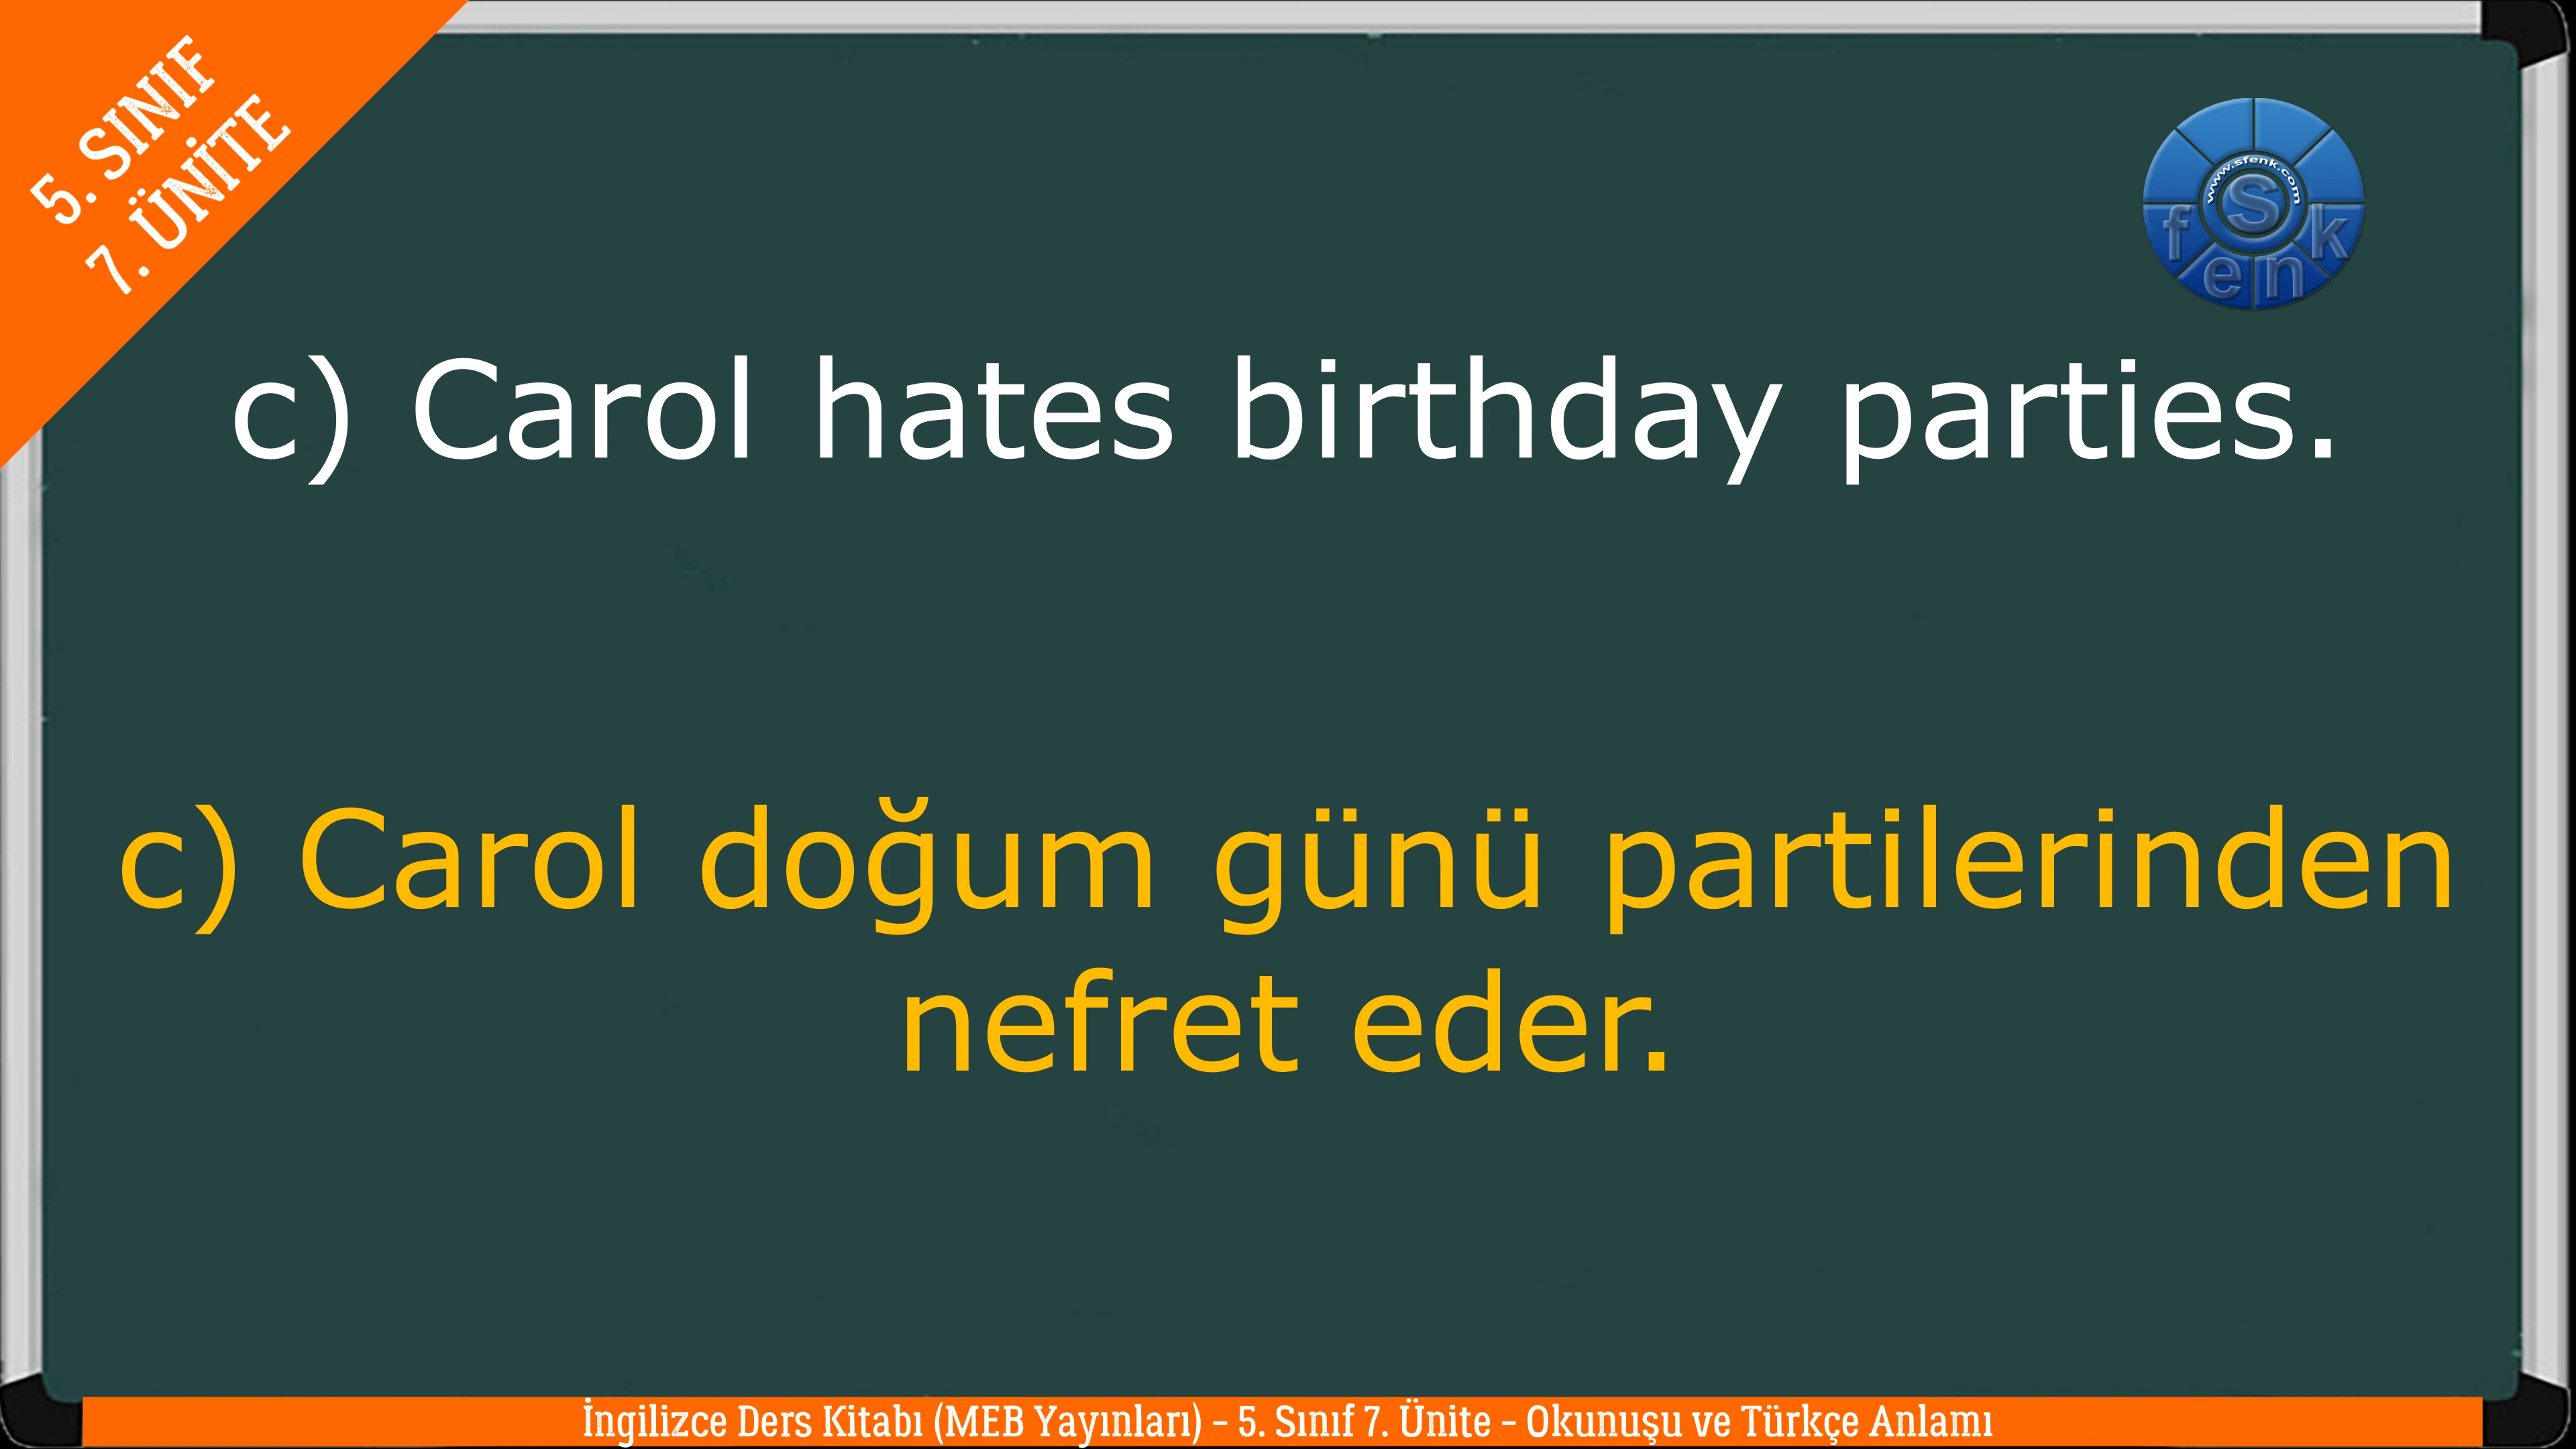 5. SINIF
7. ÜNİTE
www.sfenk.com
S
f e n k
c) Carol hates birthday parties.
c) Carol doğum günü partilerinden
nefret eder.
İngilizce Ders Kitabı (MEB Yayınları) – 5. Sınıf 7. Ünite – Okunuşu ve Türkçe Anlamı